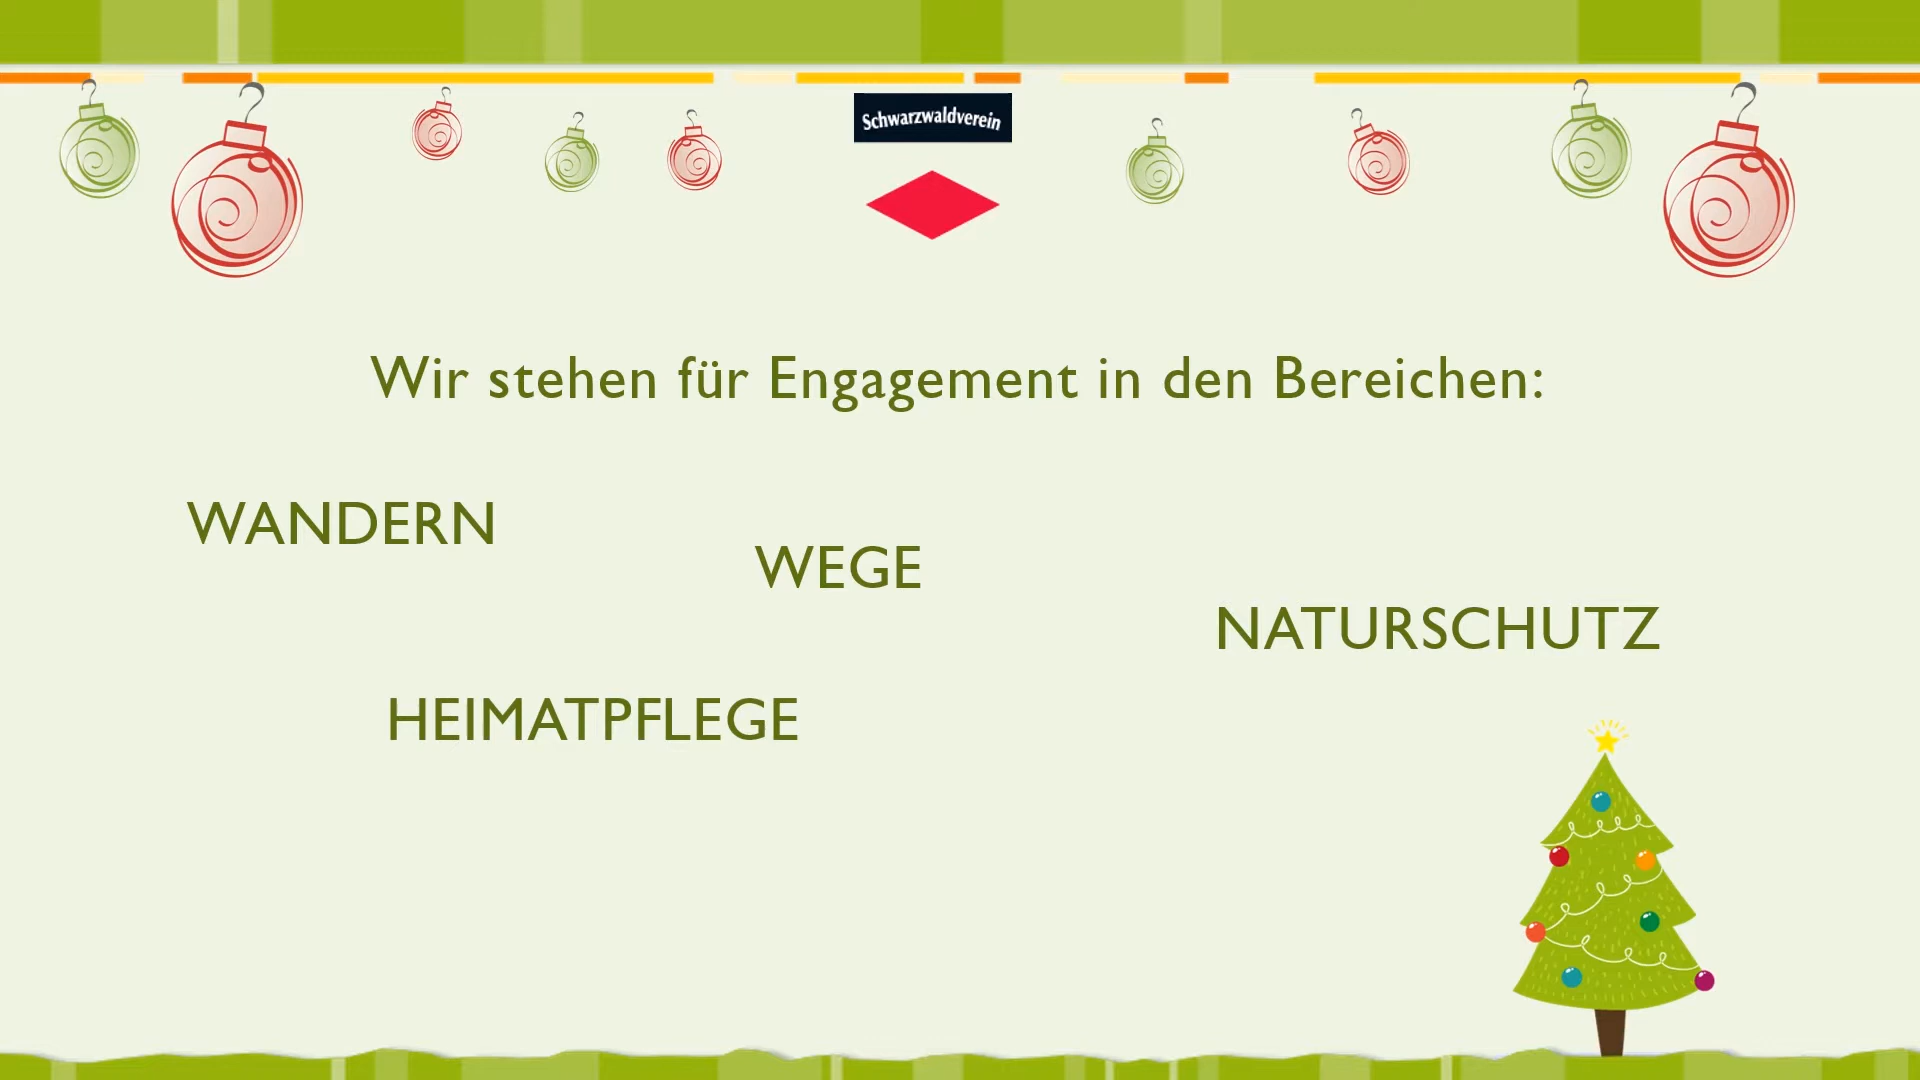 Schwarzwaldverein
Wir stehen für Engagement in den Bereichen:
WANDERN
WEGE
NATURSCHUTZ
HEIMATPFLEGE